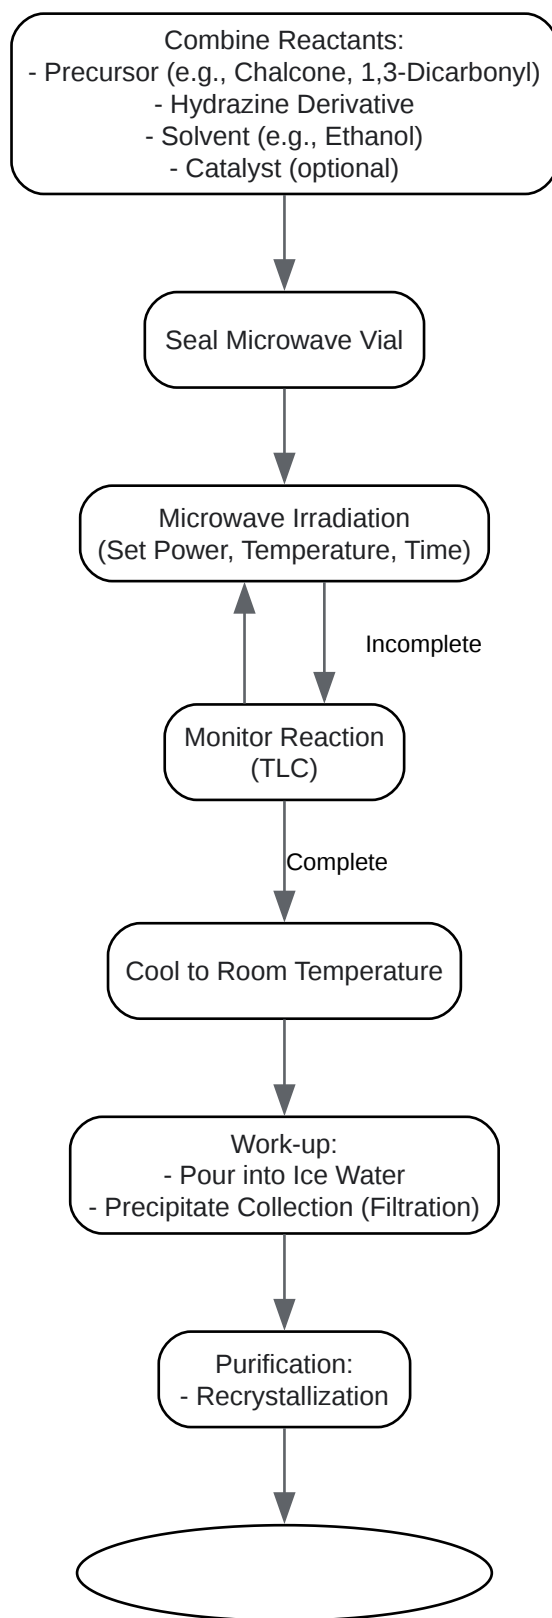 Combine Reactants:
- Precursor (e.g., Chalcone, 1,3-Dicarbonyl)
- Hydrazine Derivative
- Solvent (e.g., Ethanol)
- Catalyst (optional)
Seal Microwave Vial
Microwave Irradiation
(Set Power, Temperature, Time)
Incomplete
Monitor Reaction
(TLC)
Complete
Cool to Room Temperature
Work-up:
- Pour into Ice Water
- Precipitate Collection (Filtration)
Purification:
- Recrystallization